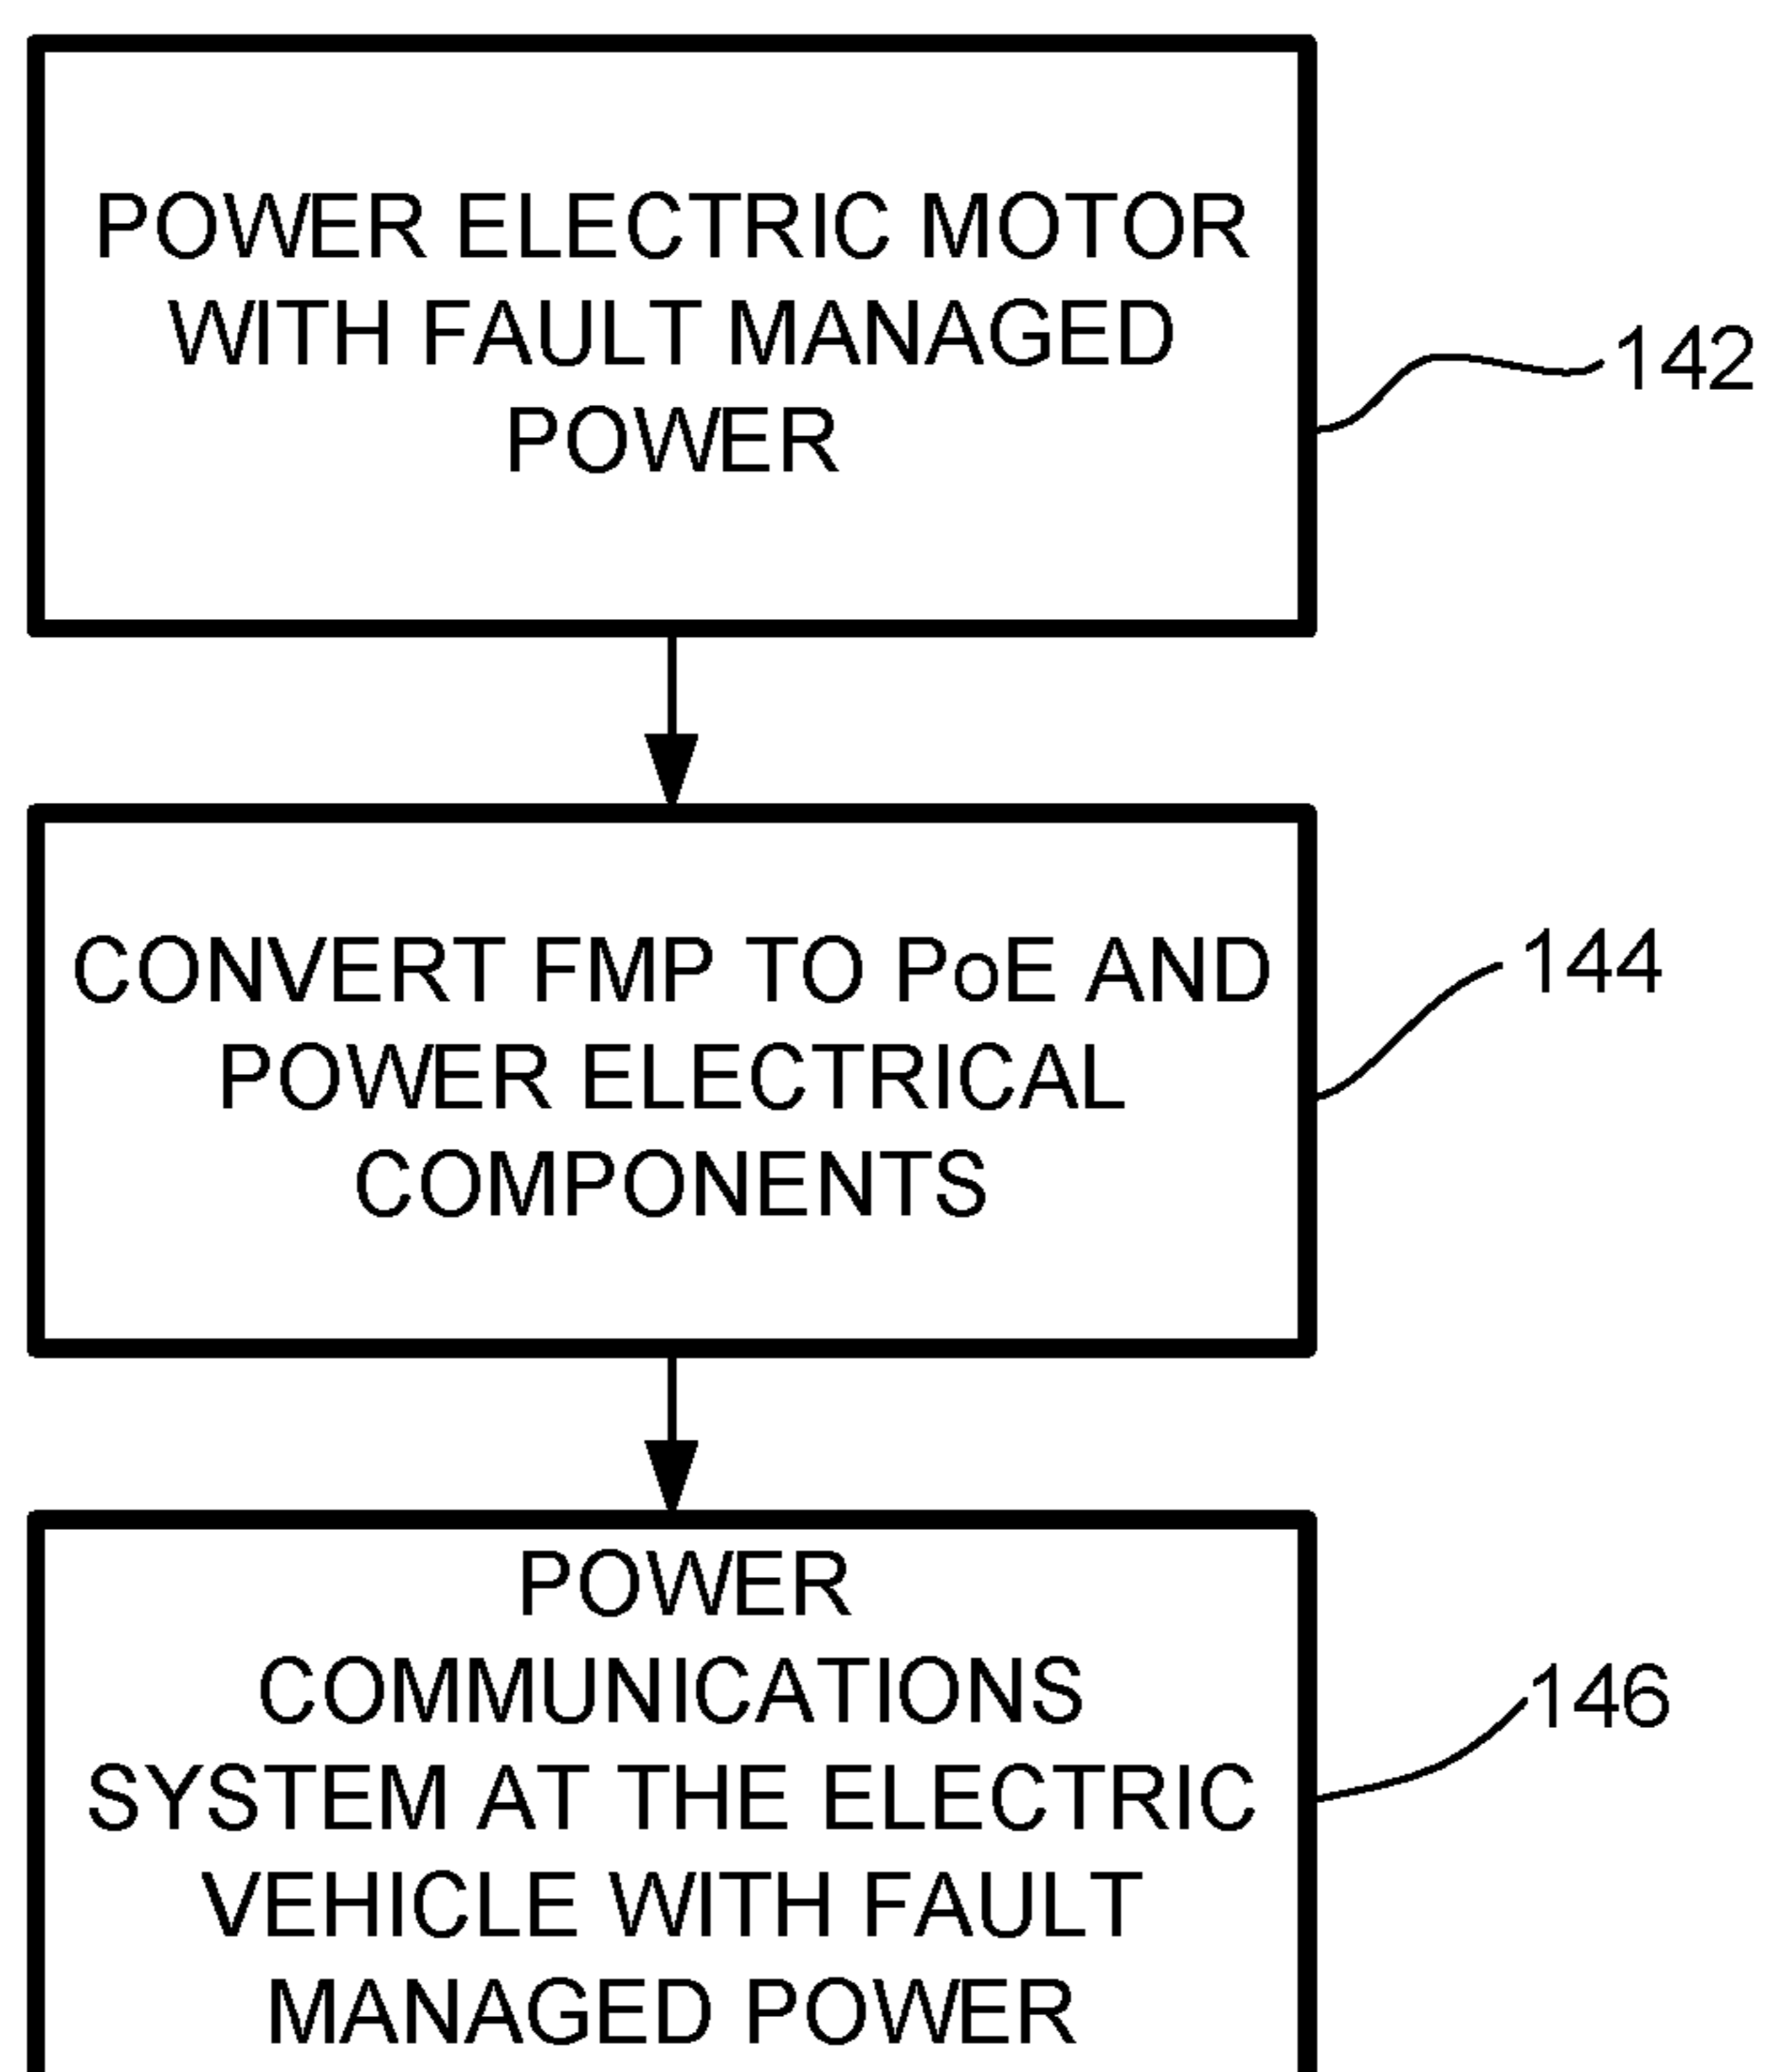 POWER ELECTRIC MOTOR
WITH FAULT MANAGED
POWER
142
CONVERT FMP TO PoE AND
POWER ELECTRICAL
COMPONENTS
144
POWER
COMMUNICATIONS
SYSTEM AT THE ELECTRIC
VEHICLE WITH FAULT
MANAGED POWER
146